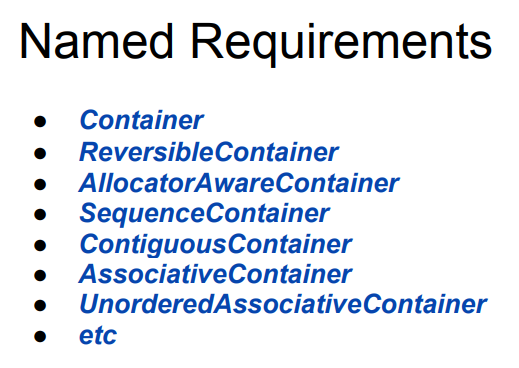 Named Requirements
● Container
● ReversibleContainer
● AllocatorAwareContainer
● SequenceContainer
● ContiguousContainer
● AssociativeContainer
● UnorderedAssociativeContainer
● etc